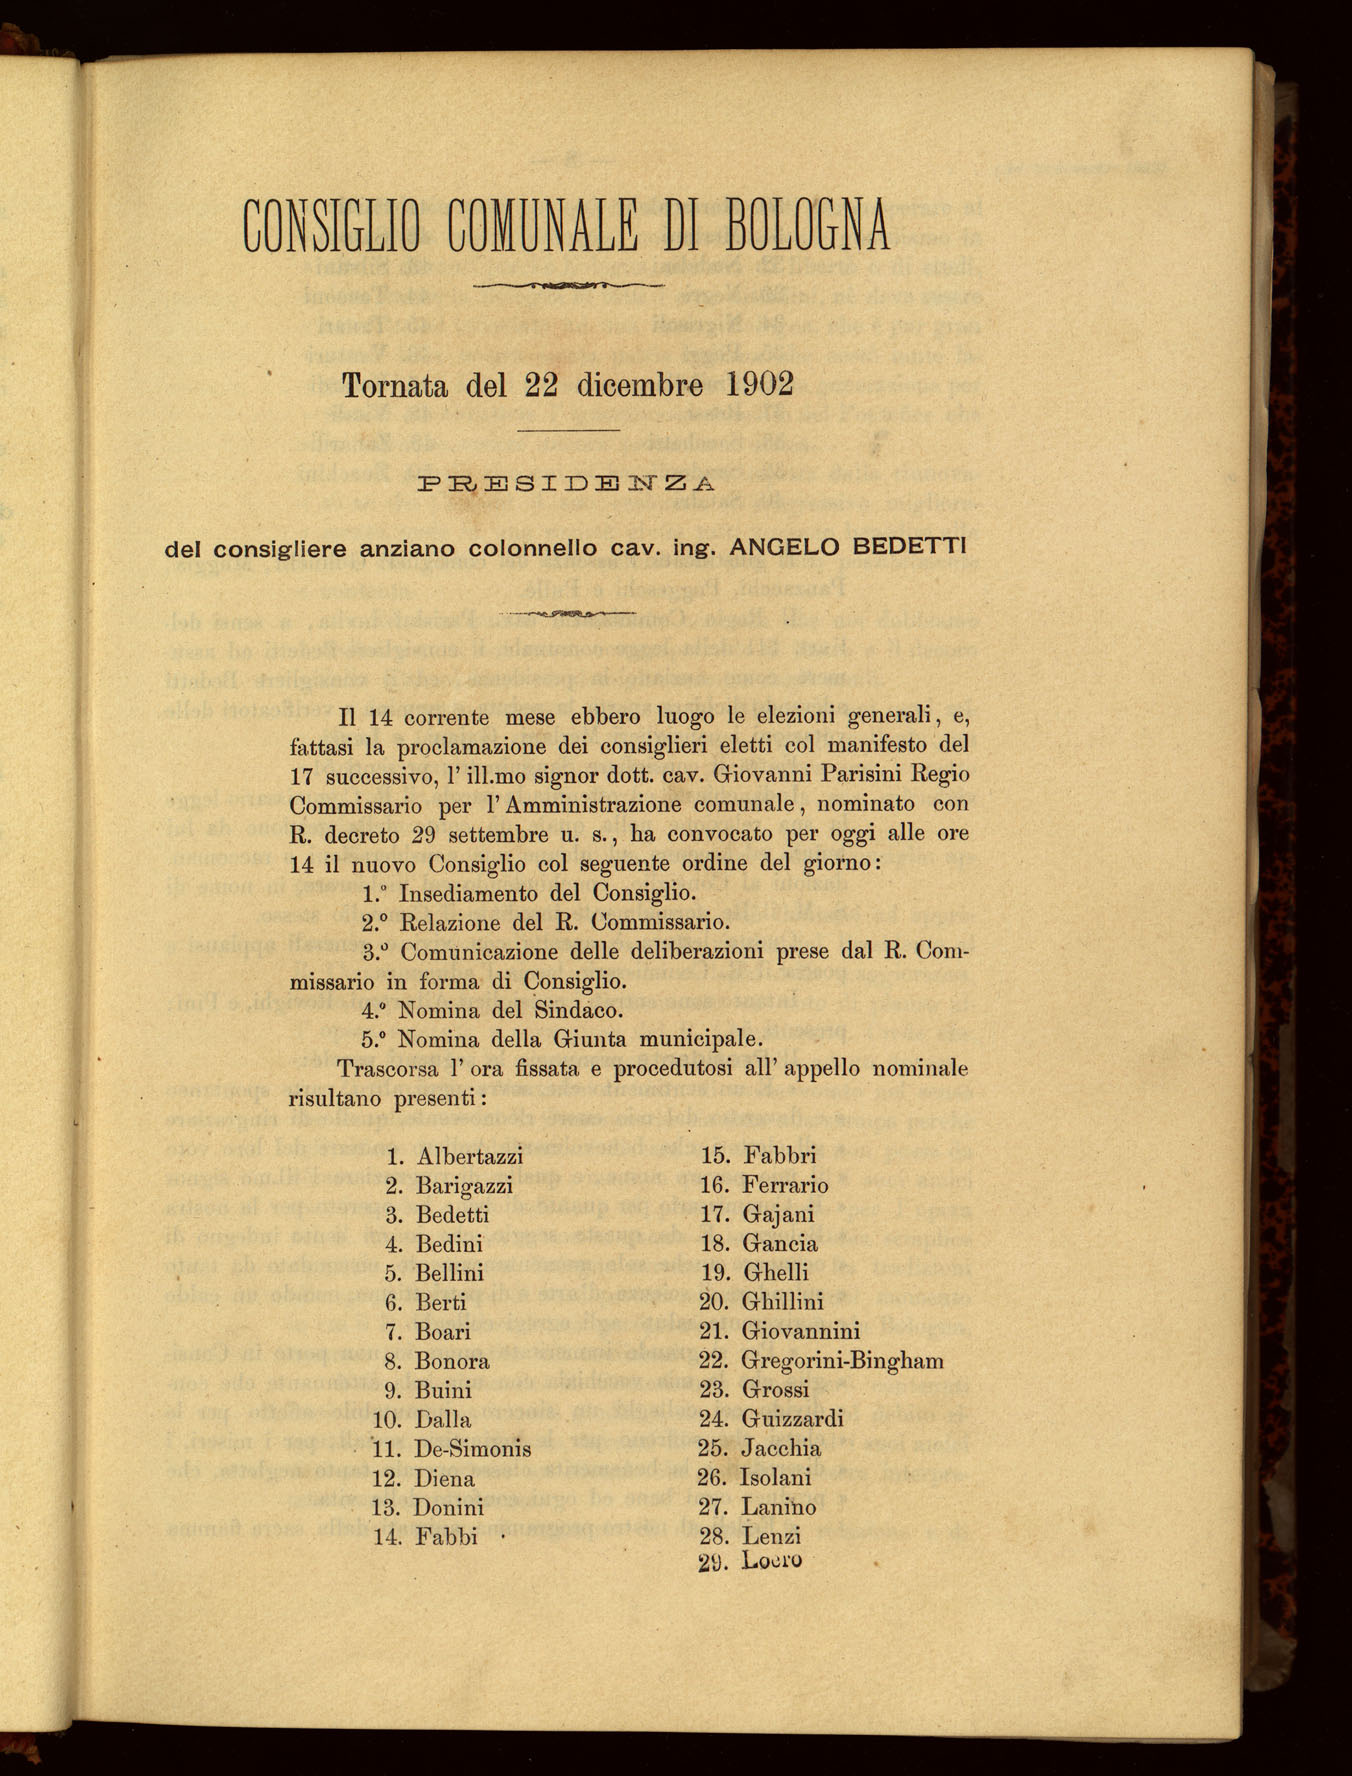 CONSIGLIO COMUNALE DI BOLOGNA
Tornata del 22 dicembre 1902
PRESIDENZA
del consigliere anziano colonnello cav. ing. ANGELO BEDETTI
Il 14 corrente mese ebbero luogo le elezioni generali, e,
fattasi la proclamazione dei consiglieri eletti col manifesto del
17 successivo, l' ill.mo signor dott. cav. Giovanni Parisini Regio
Commissario per l' Amministrazione comunale, nominato con
R. decreto 29 settembre u. s., ha convocato per oggi alle ore
14 il nuovo Consiglio col seguente ordine del giorno:
1.º Insediamento del Consiglio.
2.º Relazione del R. Commissario.
3.º Comunicazione delle deliberazioni prese dal R. Com-
missario in forma di Consiglio.
4.º Nomina del Sindaco.
5.º Nomina della Giunta municipale.
Trascorsa l' ora fissata e procedutosi all' appello nominale
risultano presenti:
1. Albertazzi
2. Barigazzi
3. Bedetti
4. Bedini
5. Bellini
6. Berti
7. Boari
8. Bonora
9. Buini
10. Dalla
11. De-Simonis
12. Diena
13. Donini
14. Fabbi
15. Fabbri
16. Ferrario
17. Gajani
18. Gancia
19. Ghelli
20. Ghillini
21. Giovannini
22. Gregorini-Bingham
23. Grossi
24. Guizzardi
25. Jacchia
26. Isolani
27. Lanino
28. Lenzi
29. Loero